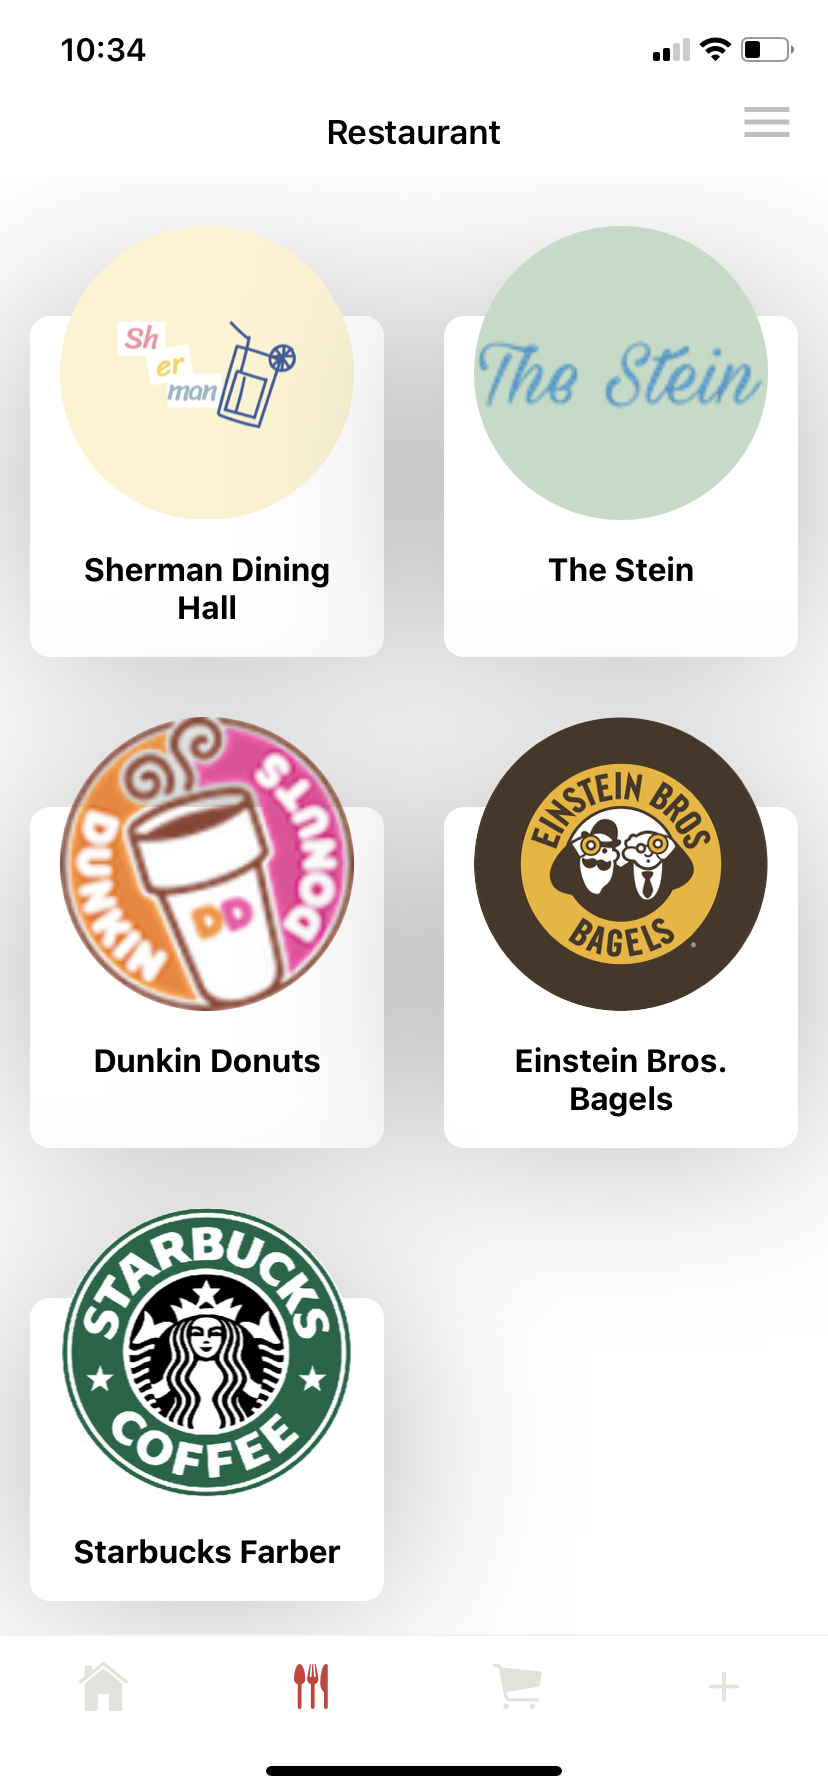 10:34
Restaurant
Sh
er
man
The Stein
Sherman Dining
Hall
The Stein
DUNKIN
DONUTS
DD
EINSTEIN BROS
BAGELS
Dunkin Donuts
Einstein Bros.
Bagels
STARBUCKS
COFFEE
Starbucks Farber